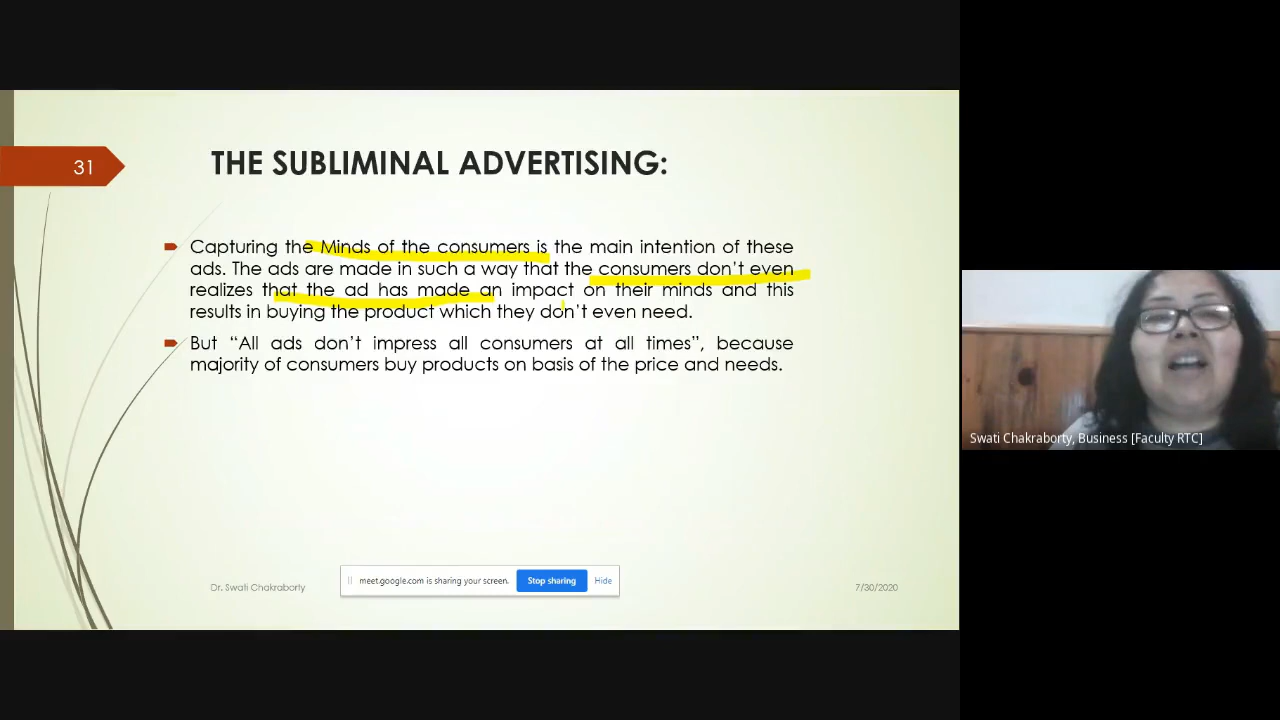 31
THE SUBLIMINAL ADVERTISING:
Capturing the Minds of the consumers is the main intention of these
ads. The ads are made in such a way that the consumers don't even
realizes that the ad has made an impact on their minds and this
results in buying the product which they don't even need.
But “All ads don't impress all consumers at all times”, because
majority of consumers buy products on basis of the price and needs.
Dr. Swati Chakraborty
meet.google.com is sharing your screen. Stop sharing Hide
7/30/2020
Swati Chakraborty, Business [Faculty RTC]